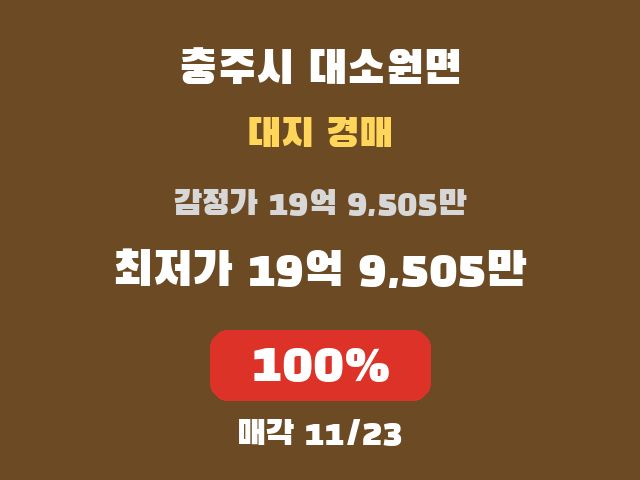 충주시 대소원면
대지 경매
감정가 19억 9,505만
최저가 19억 9,505만
100%
매각 11/23